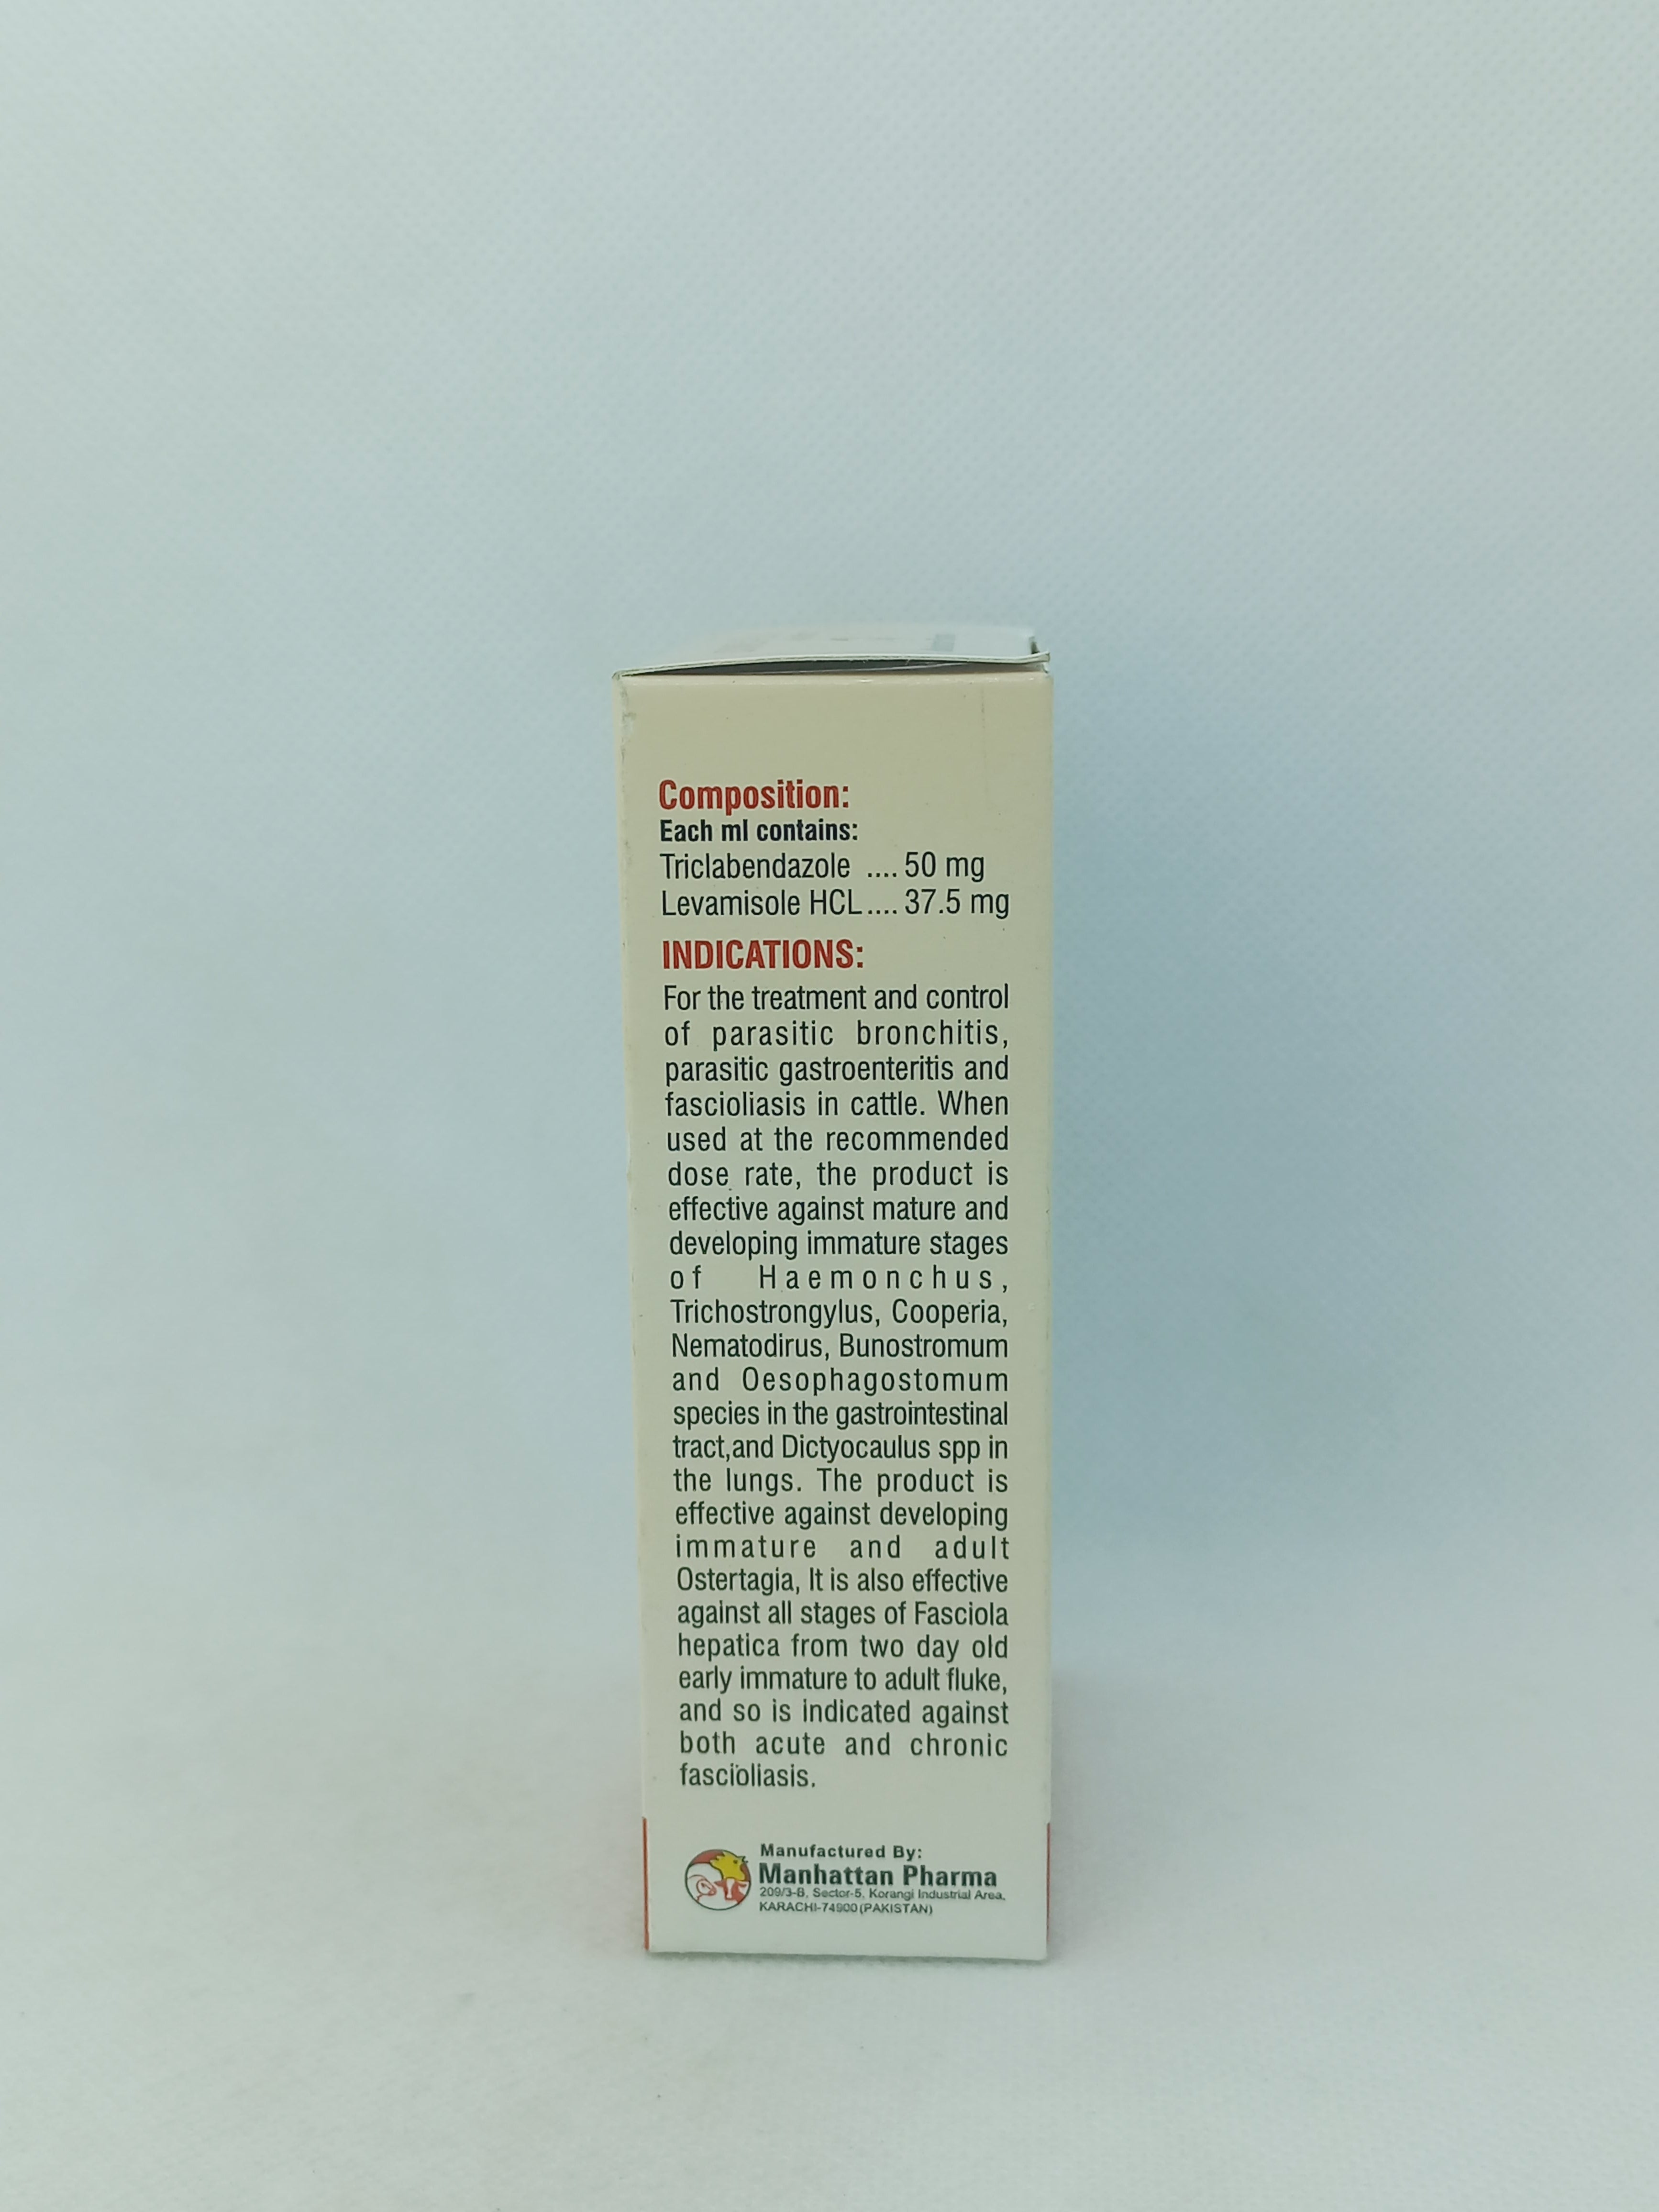 Composition:
Each ml contains:
Triclabendazole .... 50 mg
Levamisole HCL.... 37.5 mg
INDICATIONS:
For the treatment and control
of parasitic bronchitis,
parasitic gastroenteritis and
fascioliasis in cattle. When
used at the recommended
dose rate, the product is
effective against mature and
developing immature stages
of Haemonchus,
Trichostrongylus, Cooperia,
Nematodirus, Bunostromum
and Oesophagostomum
species in the gastrointestinal
tract,and Dictyocaulus spp in
the lungs. The product is
effective against developing
immature and adult
Ostertagia, It is also effective
against all stages of Fasciola
hepatica from two day old
early immature to adult fluke,
and so is indicated against
both acute and chronic
fascioliasis.
Manufactured By:
Manhattan Pharma
209/3-B, Sector-5, Korangi Industrial Area,
KARACHI-74900 (PAKISTAN)